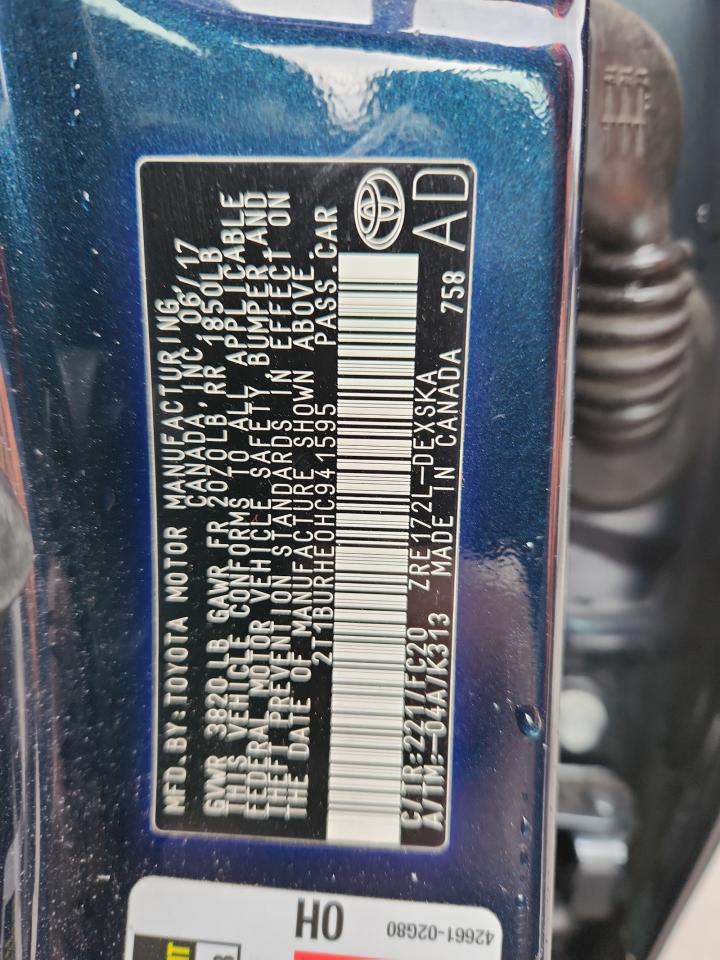 MFD.BY:TOYOTA MOTOR MANUFACTURING,
CANADA, INC 06/17
GVWR 3820 LB GAWR FR 2070LB RR 1850LB
THIS VEHICLE CONFORMS TO ALL APPLICABLE
FEDERAL MOTOR VEHICLE SAFETY, BUMPER AND
THEFT PREVENTION STANDARDS IN EFFECT ON
THE DATE OF MANUFACTURE SHOWN ABOVE.
2T1BURHE0HC941595 PASS.CAR
C/TR:221/FC20 ZRE172L-DEXSKA
A/TM:-04A/K313 MADE IN CANADA 758
AD
0H
42661-02G80